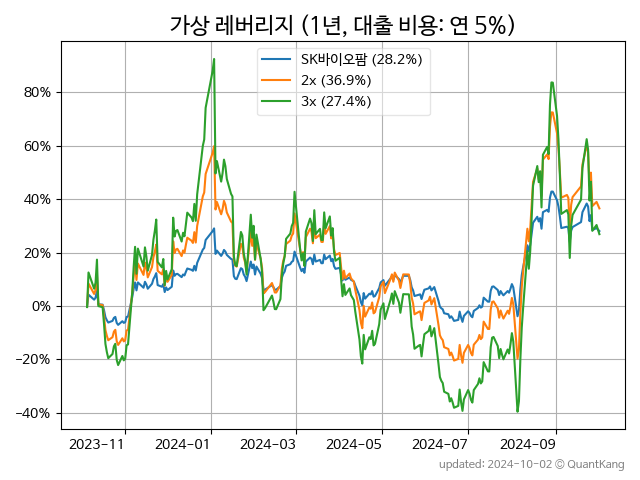 가상 레버리지 (1년, 대출 비용: 연 5%)
SK바이오팜 (28.2%)
2x (36.9%)
3x (27.4%)
80%
60%
40%
20%
0%
−20%
−40%
2023-11
2024-01
2024-03
2024-05
2024-07
2024-09
updated: 2024-10-02 © QuantKang